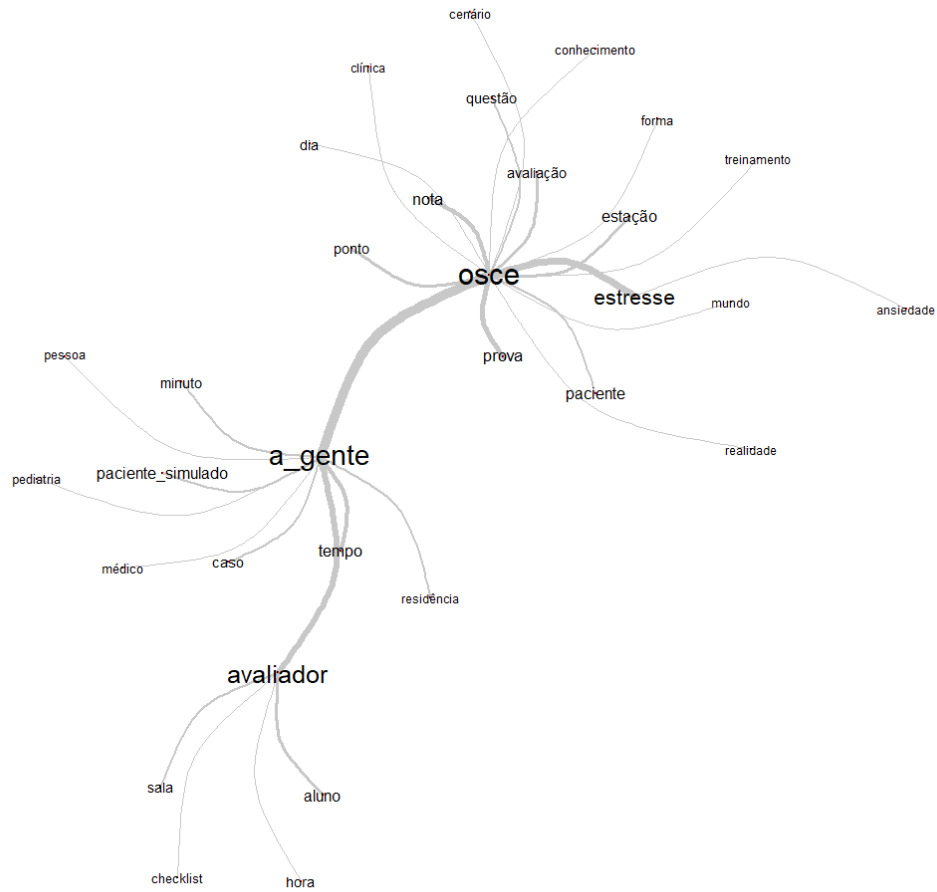 cenário
conhecimento
clínica
questão
forma
dia
treinamento
avaliação
nota
estação
ponto
osce
estresse
mundo
ansiedade
pessoa
prova
minuto
paciente
realidade
a_gente
pediatria
paciente_simulado
tempo
caso
médico
residência
avaliador
sala
aluno
checklist
hora